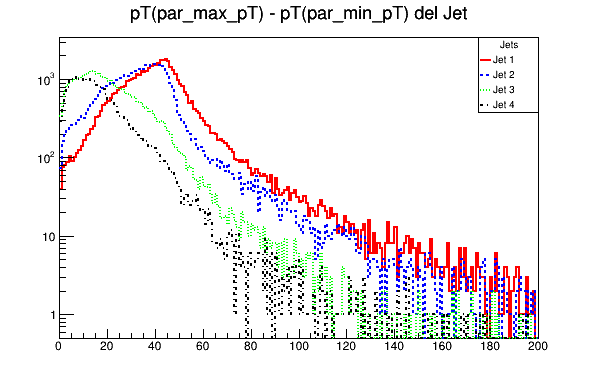 pT(par_max_pT) - pT(par_min_pT) del Jet
Jets
Jet 1
Jet 2
Jet 3
Jet 4
10³
10²
10
1
0 20 40 60 80 100 120 140 160 180 200